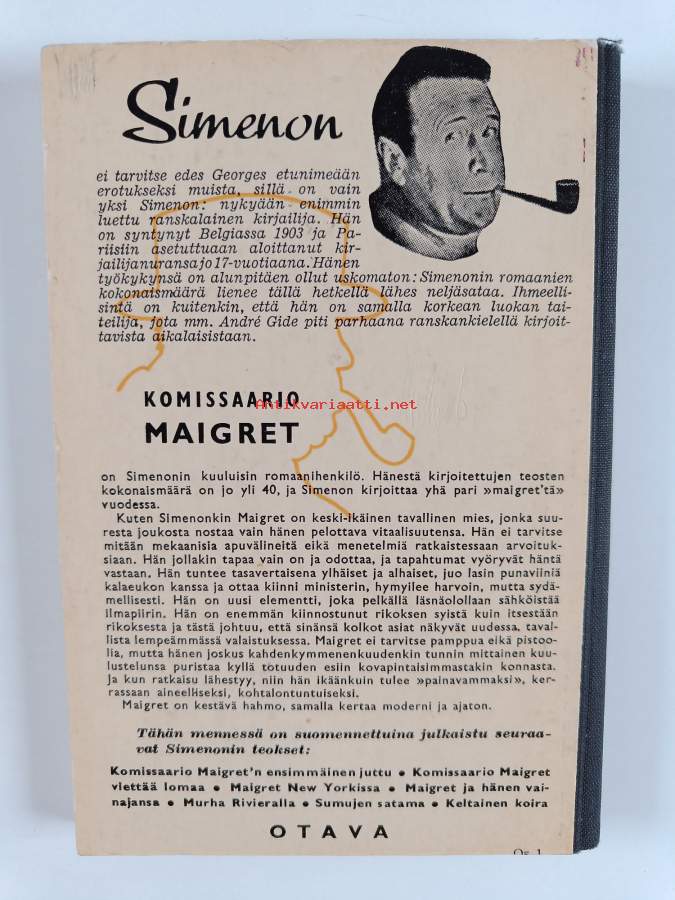 Simenon
ei tarvitse edes Georges etunimeään
erotukseksi muista, sillä on vain
yksi Simenon: nykyään enimmin
luettu ranskalainen kirjailija. Hän
on syntynyt Belgiassa 1903 ja Pa-
riisiin asetuttuaan aloittanut kir-
jailijanuransa jo 17-vuotiaana. Hänen
työkykynsä on alunpitäen ollut uskomaton: Simenonin romaanien
kokonaismäärä lienee tällä hetkellä lähes neljäsataa. Ihmeelli-
sintä on kuitenkin, että hän on samalla korkean luokan tai-
teilija, jota mm. André Gide piti parhaana ranskankielellä kirjoit-
tavista aikalaisistaan.
KOMISSAARIO
Antikvariaatti.net
MAIGRET
on Simenonin kuuluisin romaanihenkilö. Hänestä kirjoitettujen teosten
kokonaismäärä on jo yli 40, ja Simenon kirjoittaa yhä pari »maigret'tä»
vuodessa.
Kuten Simenonkin Maigret on keski-ikäinen tavallinen mies, jonka suu-
resta joukosta nostaa vain hänen pelottava vitaalisuutensa. Hän ei tarvitse
mitään mekaanisia apuvälineitä eikä menetelmiä ratkaistessaan arvoituk-
siaan. Hän jollakin tapaa vain on ja odottaa, ja tapahtumat vyöryvät häntä
vastaan. Hän tuntee tasavertaisena ylhäiset ja alhaiset, juo lasin punaviiniä
kalaeukon kanssa ja ottaa kiinni ministerin, hymyilee harvoin, mutta sydä-
mellisesti. Hän on uusi elementti, joka pelkällä läsnäolollaan sähköistää
ilmapiirin. Hän on enemmän kiinnostunut rikoksen syistä kuin itsestään
rikoksesta ja tästä johtuu, että sinänsä kolkot asiat näkyvät uudessa, taval-
lista lempeämmässä valaistuksessa. Maigret ei tarvitse pamppua eikä pistoo-
lia, mutta hänen joskus kahdenkymmenenkuudenkin tunnin mittainen kuu-
lustelunsa puristaa kyllä totuuden esiin kovapintaisimmastakin konnasta.
Ja kun ratkaisu lähestyy, niin hän ikäänkuin tulee »painavammaksi», ker-
rassaan aineelliseksi, kohtalontuntuiseksi.
Maigret on kestävä hahmo, samalla kertaa moderni ja ajaton.
Tähän mennessä on suomennettuina julkaistu seuraa-
vat Simenonin teokset:
Komissaario Maigret'n ensimmäinen juttu • Komissaario Maigret
viettää lomaa • Maigret New Yorkissa • Maigret ja hänen vai-
najansa • Murha Rivieralla • Sumujen satama • Keltainen koira
OTAVA